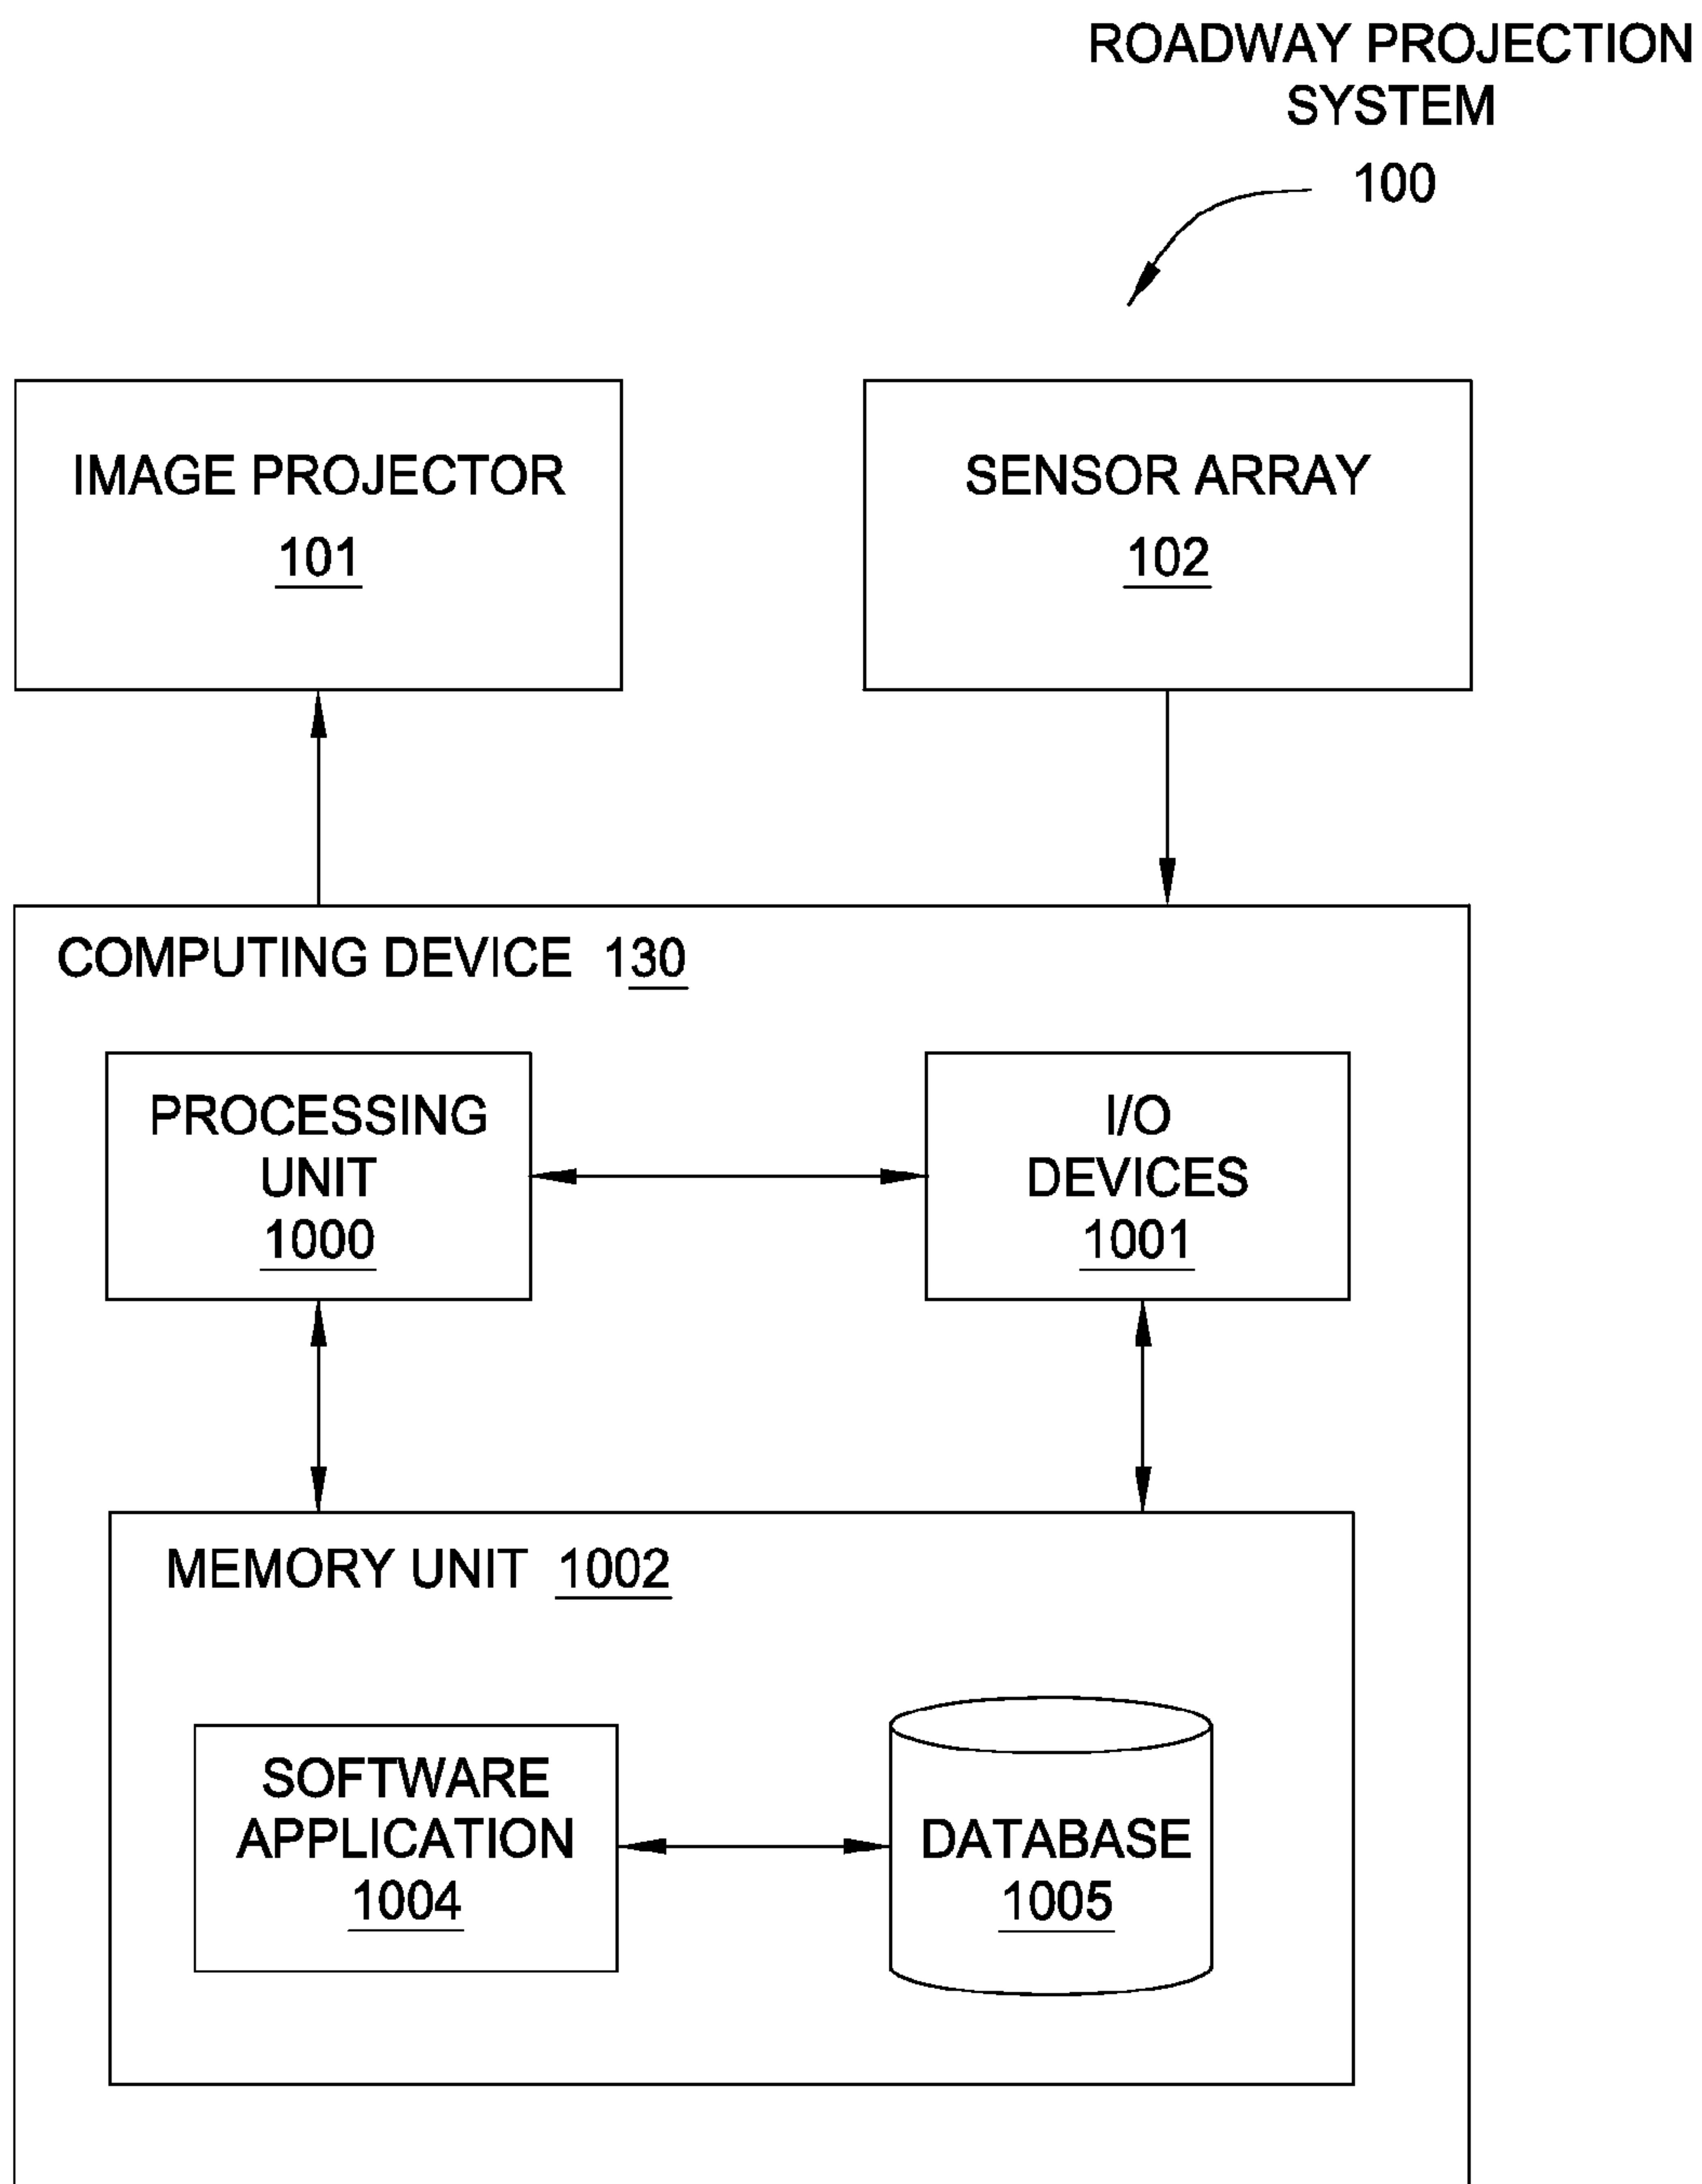 ROADWAY PROJECTION
SYSTEM
100
IMAGE PROJECTOR
101
SENSOR ARRAY
102
COMPUTING DEVICE 130
PROCESSING
UNIT
1000
I/O
DEVICES
1001
MEMORY UNIT 1002
SOFTWARE
APPLICATION
1004
DATABASE
1005